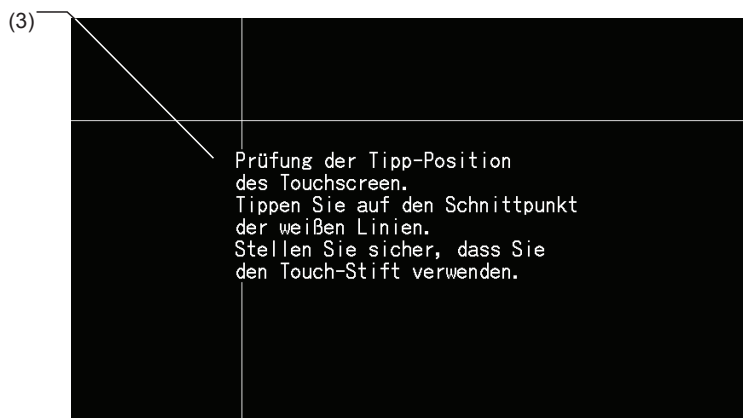 (3)
Prüfung der Tipp-Position
des Touchscreen.
Tippen Sie auf den Schnittpunkt
der weißen Linien.
Stellen Sie sicher, dass Sie
den Touch-Stift verwenden.